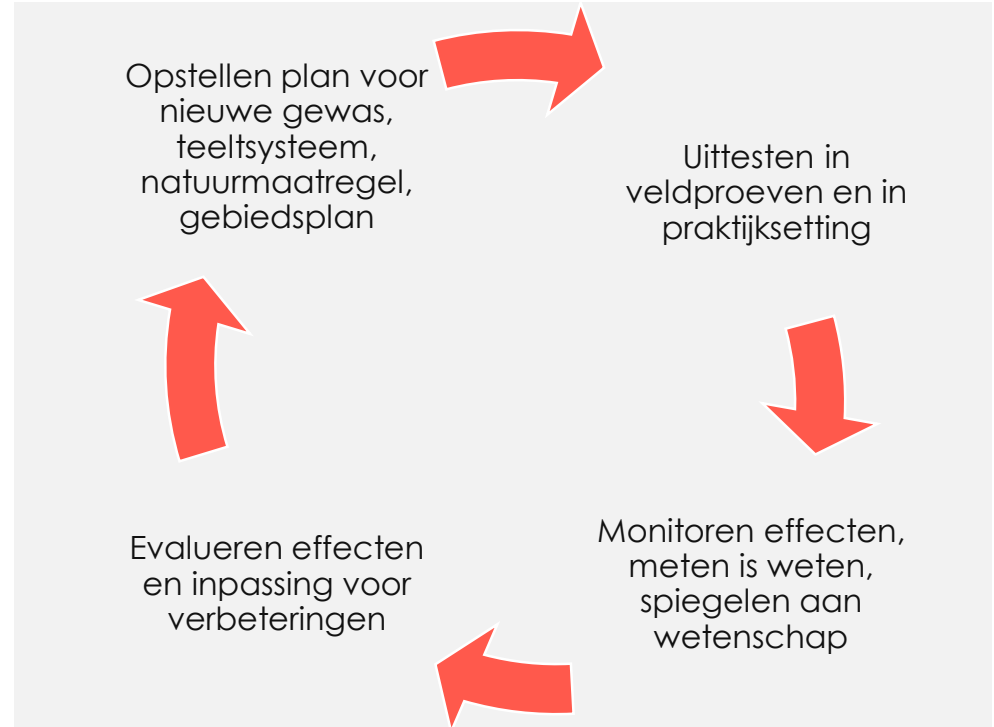 Opstellen plan voor
nieuwe gewas,
teeltsysteem,
natuurmaatregel,
gebiedsplan
Uittesten in
veldproeven en in
praktijksetting
Monitoren effecten,
meten is weten,
spiegelen aan
wetenschap
Evalueren effecten
en inpassing voor
verbeteringen